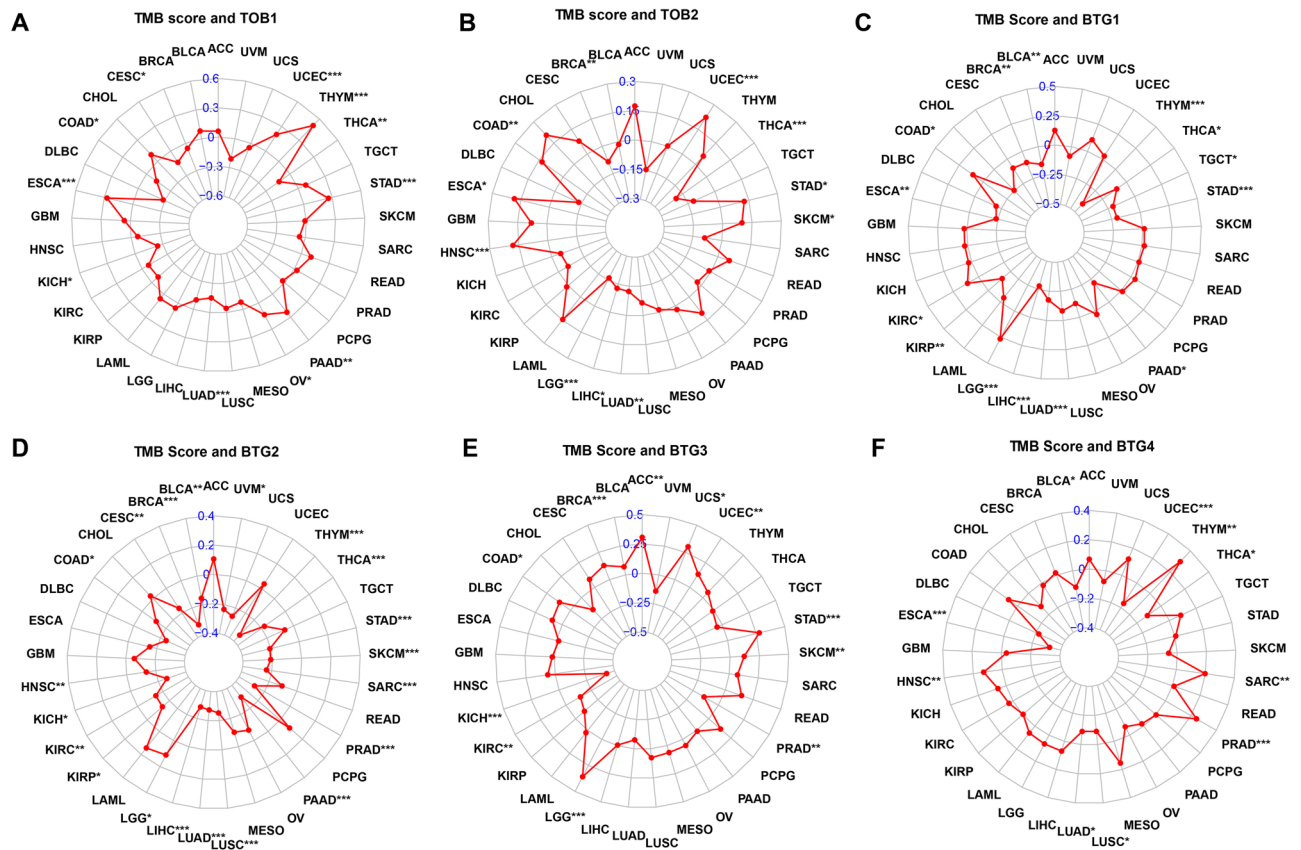 A
TMB score and TOB1
ACC
UVM
UCS
UCEC***
THYM***
THCA**
TGCT
STAD***
SKCM
SARC
READ
PRAD
PCPG
PAAD**
OV*
MESO
LUSC
LUAD***
LIHC
LGG
LAML
KIRP
KIRC
KICH*
HNSC
GBM
ESCA***
DLBC
COAD*
CHOL
CESC*
BRCA
BLCA
0.6
0.3
0
−0.3
−0.6
B
TMB score and TOB2
ACC
UVM
UCS
UCEC***
THYM
THCA***
TGCT
STAD*
SKCM*
SARC
READ
PRAD
PCPG
PAAD
OV
MESO
LUSC
LUAD**
LIHC*
LGG***
LAML
KIRP
KIRC
KICH
HNSC***
GBM
ESCA*
DLBC
COAD**
CHOL
CESC
BRCA**
BLCA
0.3
0.15
0
−0.15
−0.3
C
TMB Score and BTG1
ACC
UVM
UCS
UCEC
THYM***
THCA*
TGCT*
STAD***
SKCM
SARC
READ
PRAD
PCPG
PAAD*
OV
MESO
LUSC
LUAD***
LIHC***
LGG***
LAML
KIRP**
KIRC*
KICH
HNSC
GBM
ESCA**
DLBC
COAD*
CHOL
CESC
BRCA**
BLCA**
0.5
0.25
0
−0.25
−0.5
D
TMB Score and BTG2
ACC
UVM*
UCS
UCEC
THYM***
THCA***
TGCT
STAD***
SKCM***
SARC***
READ
PRAD***
PCPG
PAAD***
OV
MESO
LUSC***
LUAD***
LIHC***
LGG*
LAML
KIRP*
KIRC**
KICH*
HNSC**
GBM
ESCA
DLBC
COAD*
CHOL
CESC**
BRCA***
BLCA**
0.4
0.2
0
−0.2
−0.4
E
TMB Score and BTG3
ACC**
UVM
UCS*
UCEC**
THYM
THCA
TGCT
STAD***
SKCM**
SARC
READ
PRAD**
PCPG
PAAD
OV
MESO
LUSC
LUAD
LIHC
LGG***
LAML
KIRP
KIRC**
KICH***
HNSC
GBM
ESCA
DLBC
COAD*
CHOL
CESC
BRCA***
BLCA
0.5
0.25
0
−0.25
−0.5
F
TMB Score and BTG4
ACC
UVM
UCS
UCEC***
THYM**
THCA*
TGCT
STAD
SKCM
SARC**
READ
PRAD***
PCPG
PAAD
OV
MESO
LUSC*
LUAD*
LIHC
LGG
LAML
KIRP
KIRC
KICH
HNSC**
GBM
ESCA***
DLBC
COAD
CHOL
CESC
BRCA
BLCA*
0.4
0.2
0
−0.2
−0.4